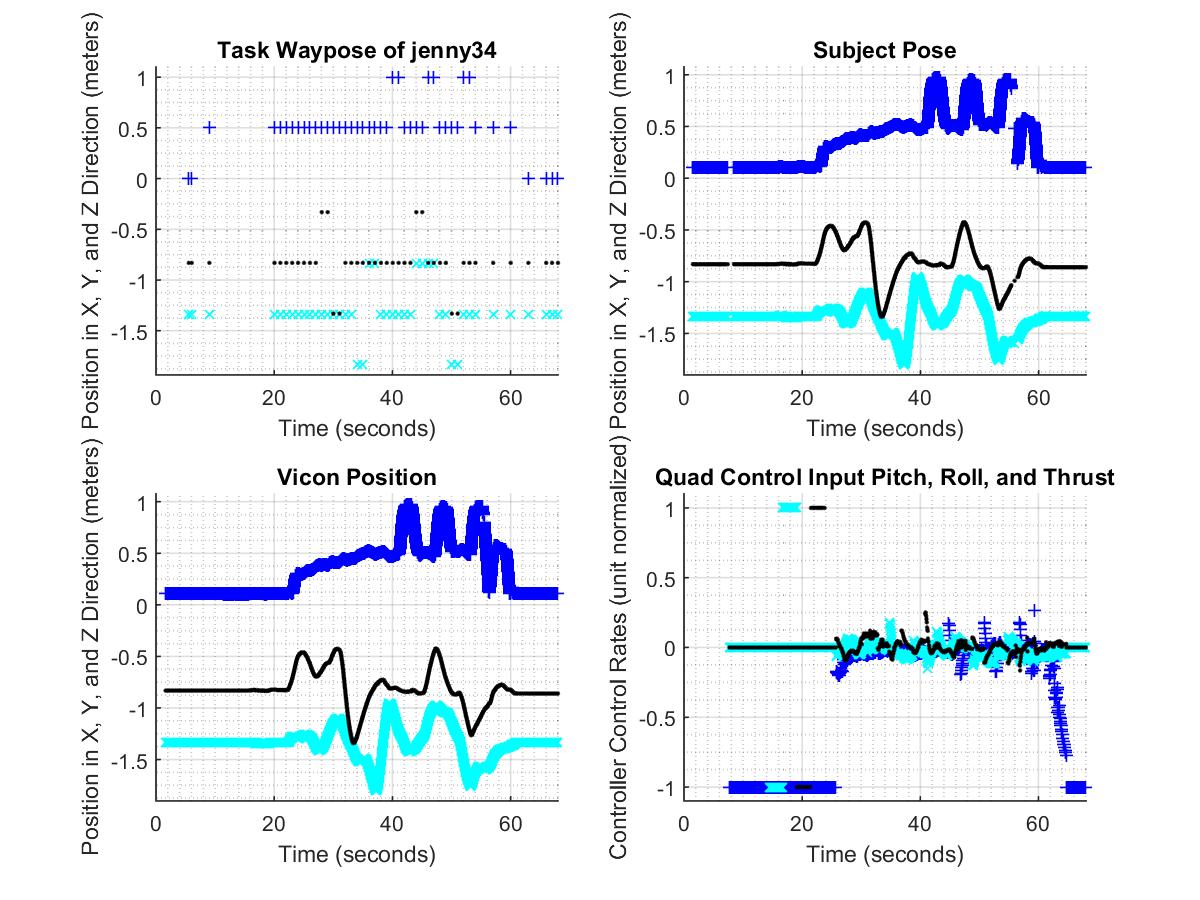 Task Waypose of jenny34
Position in X, Y, and Z Direction (meters)
1
0.5
0
-0.5
-1
-1.5
0 20 40 60
Time (seconds)
Subject Pose
Position in X, Y, and Z Direction (meters)
1
0.5
0
-0.5
-1
-1.5
0 20 40 60
Time (seconds)
Vicon Position
Position in X, Y, and Z Direction (meters)
1
0.5
0
-0.5
-1
-1.5
0 20 40 60
Time (seconds)
Quad Control Input Pitch, Roll, and Thrust
Controller Control Rates (unit normalized)
1
0.5
0
-0.5
-1
0 20 40 60
Time (seconds)